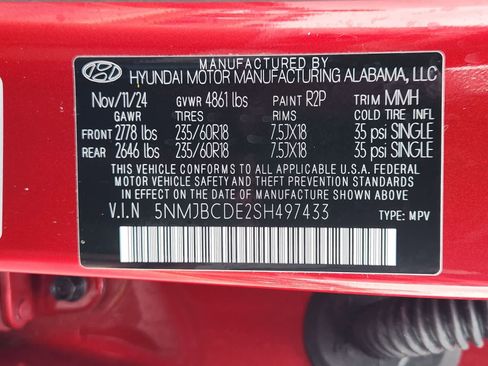 MANUFACTURED BY
HYUNDAI MOTOR MANUFACTURING ALABAMA, LLC
Nov/11/24 GVWR 4861 lbs PAINT R2P TRIM MMH
GAWR TIRES RIMS COLD TIRE INFL
FRONT 2778 lbs 235/60R18 7.5JX18 35 psi SINGLE
REAR 2646 lbs 235/60R18 7.5JX18 35 psi SINGLE
THIS VEHICLE CONFORMS TO ALL APPLICABLE U.S.A. FEDERAL
MOTOR VEHICLE SAFETY AND THEFT PREVENTION STANDARDS
IN EFFECT ON THE DATE OF MANUFACTURE SHOWN ABOVE.
V.I.N 5NMJBCDE2SH497433 TYPE: MPV